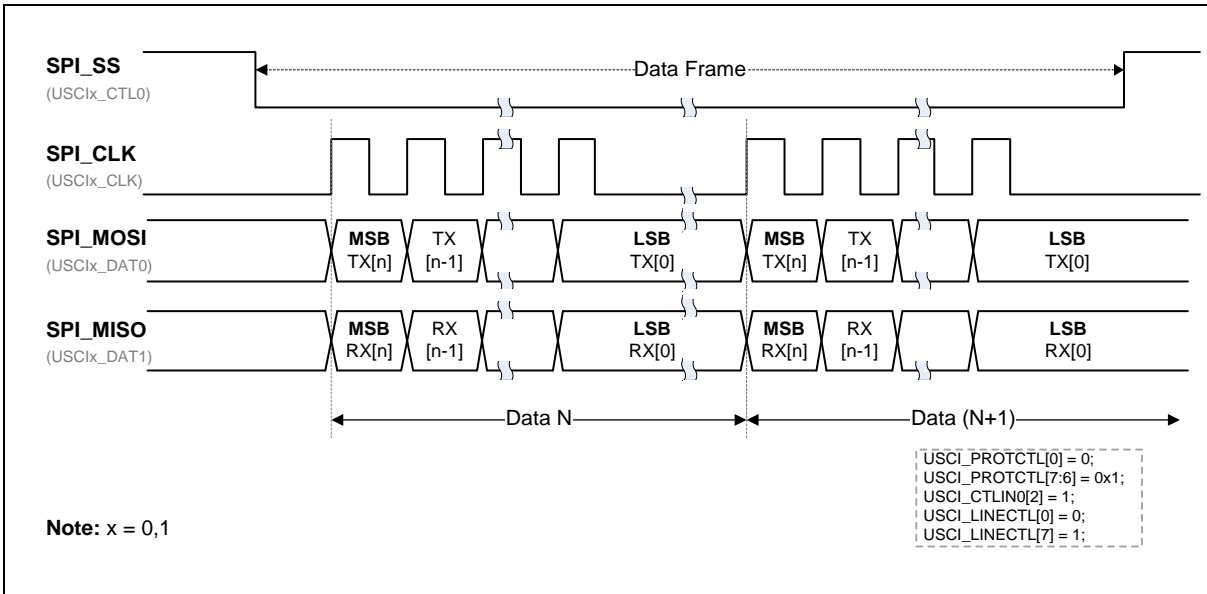 SPI_SS
(USCIx_CTL0)
Data Frame
SPI_CLK
(USCIx_CLK)
SPI_MOSI
(USCIx_DAT0)
MSB TX[n]
TX [n-1]
LSB TX[0]
MSB TX[n]
TX [n-1]
LSB TX[0]
SPI_MISO
(USCIx_DAT1)
MSB RX[n]
RX [n-1]
LSB RX[0]
MSB RX[n]
RX [n-1]
LSB RX[0]
Data N
Data (N+1)
USCI_PROTCTL[0] = 0;
USCI_PROTCTL[7:6] = 0x1;
USCI_CTLIN0[2] = 1;
USCI_LINECTL[0] = 0;
USCI_LINECTL[7] = 1;
Note: x = 0,1